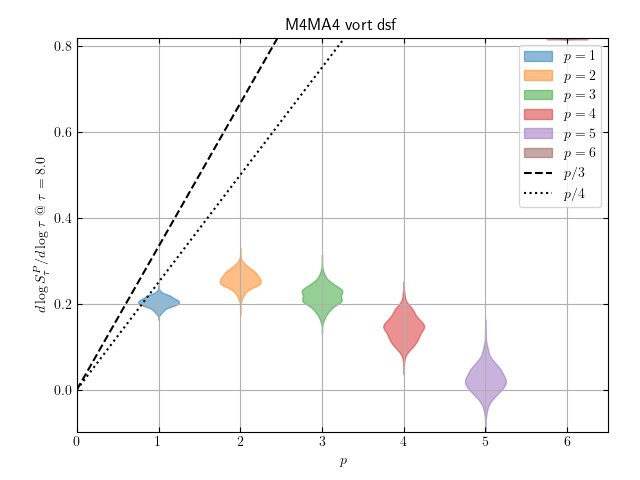 M4MA4 vort dsf
d log S_τ^P / d log τ @ τ = 8.0
0.8
0.6
0.4
0.2
0.0
0 1 2 3 4 5 6
p
p = 1
p = 2
p = 3
p = 4
p = 5
p = 6
p/3
p/4